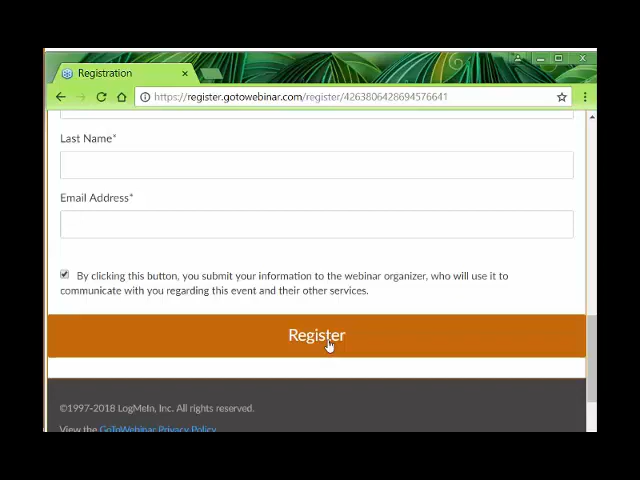 Registration
https://register.gotowebinar.com/register/4263806428694576641
Last Name*
Email Address*
By clicking this button, you submit your information to the webinar organizer, who will use it to
communicate with you regarding this event and their other services.
Register
©1997-2018 LogMeIn, Inc. All rights reserved.
View the GoToWebinar Privacy Policy